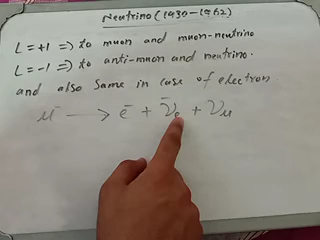 Neutrino (1930-1962)
L = +1 => to muon and muon-neutrino
L = -1 => to anti-muon and neutrino.
and also same in case of electron
μ⁻ → e⁻ + ν̄e + νμ